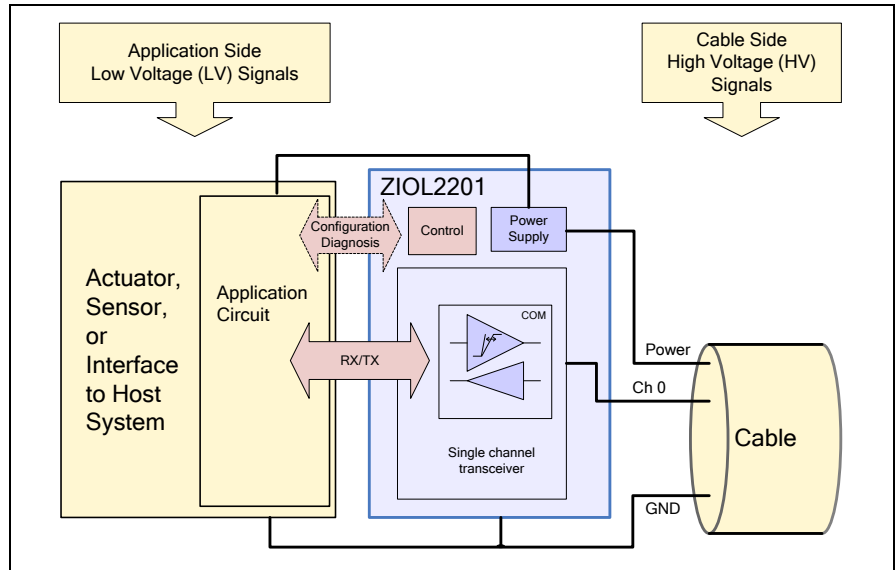 Application Side
Low Voltage (LV) Signals
Cable Side
High Voltage (HV)
Signals
ZIOL2201
Configuration
Diagnosis
Control
Power
Supply
Actuator,
Sensor,
or
Interface
to Host
System
Application
Circuit
COM
RX/TX
Single channel
transceiver
Power
Ch 0
GND
Cable